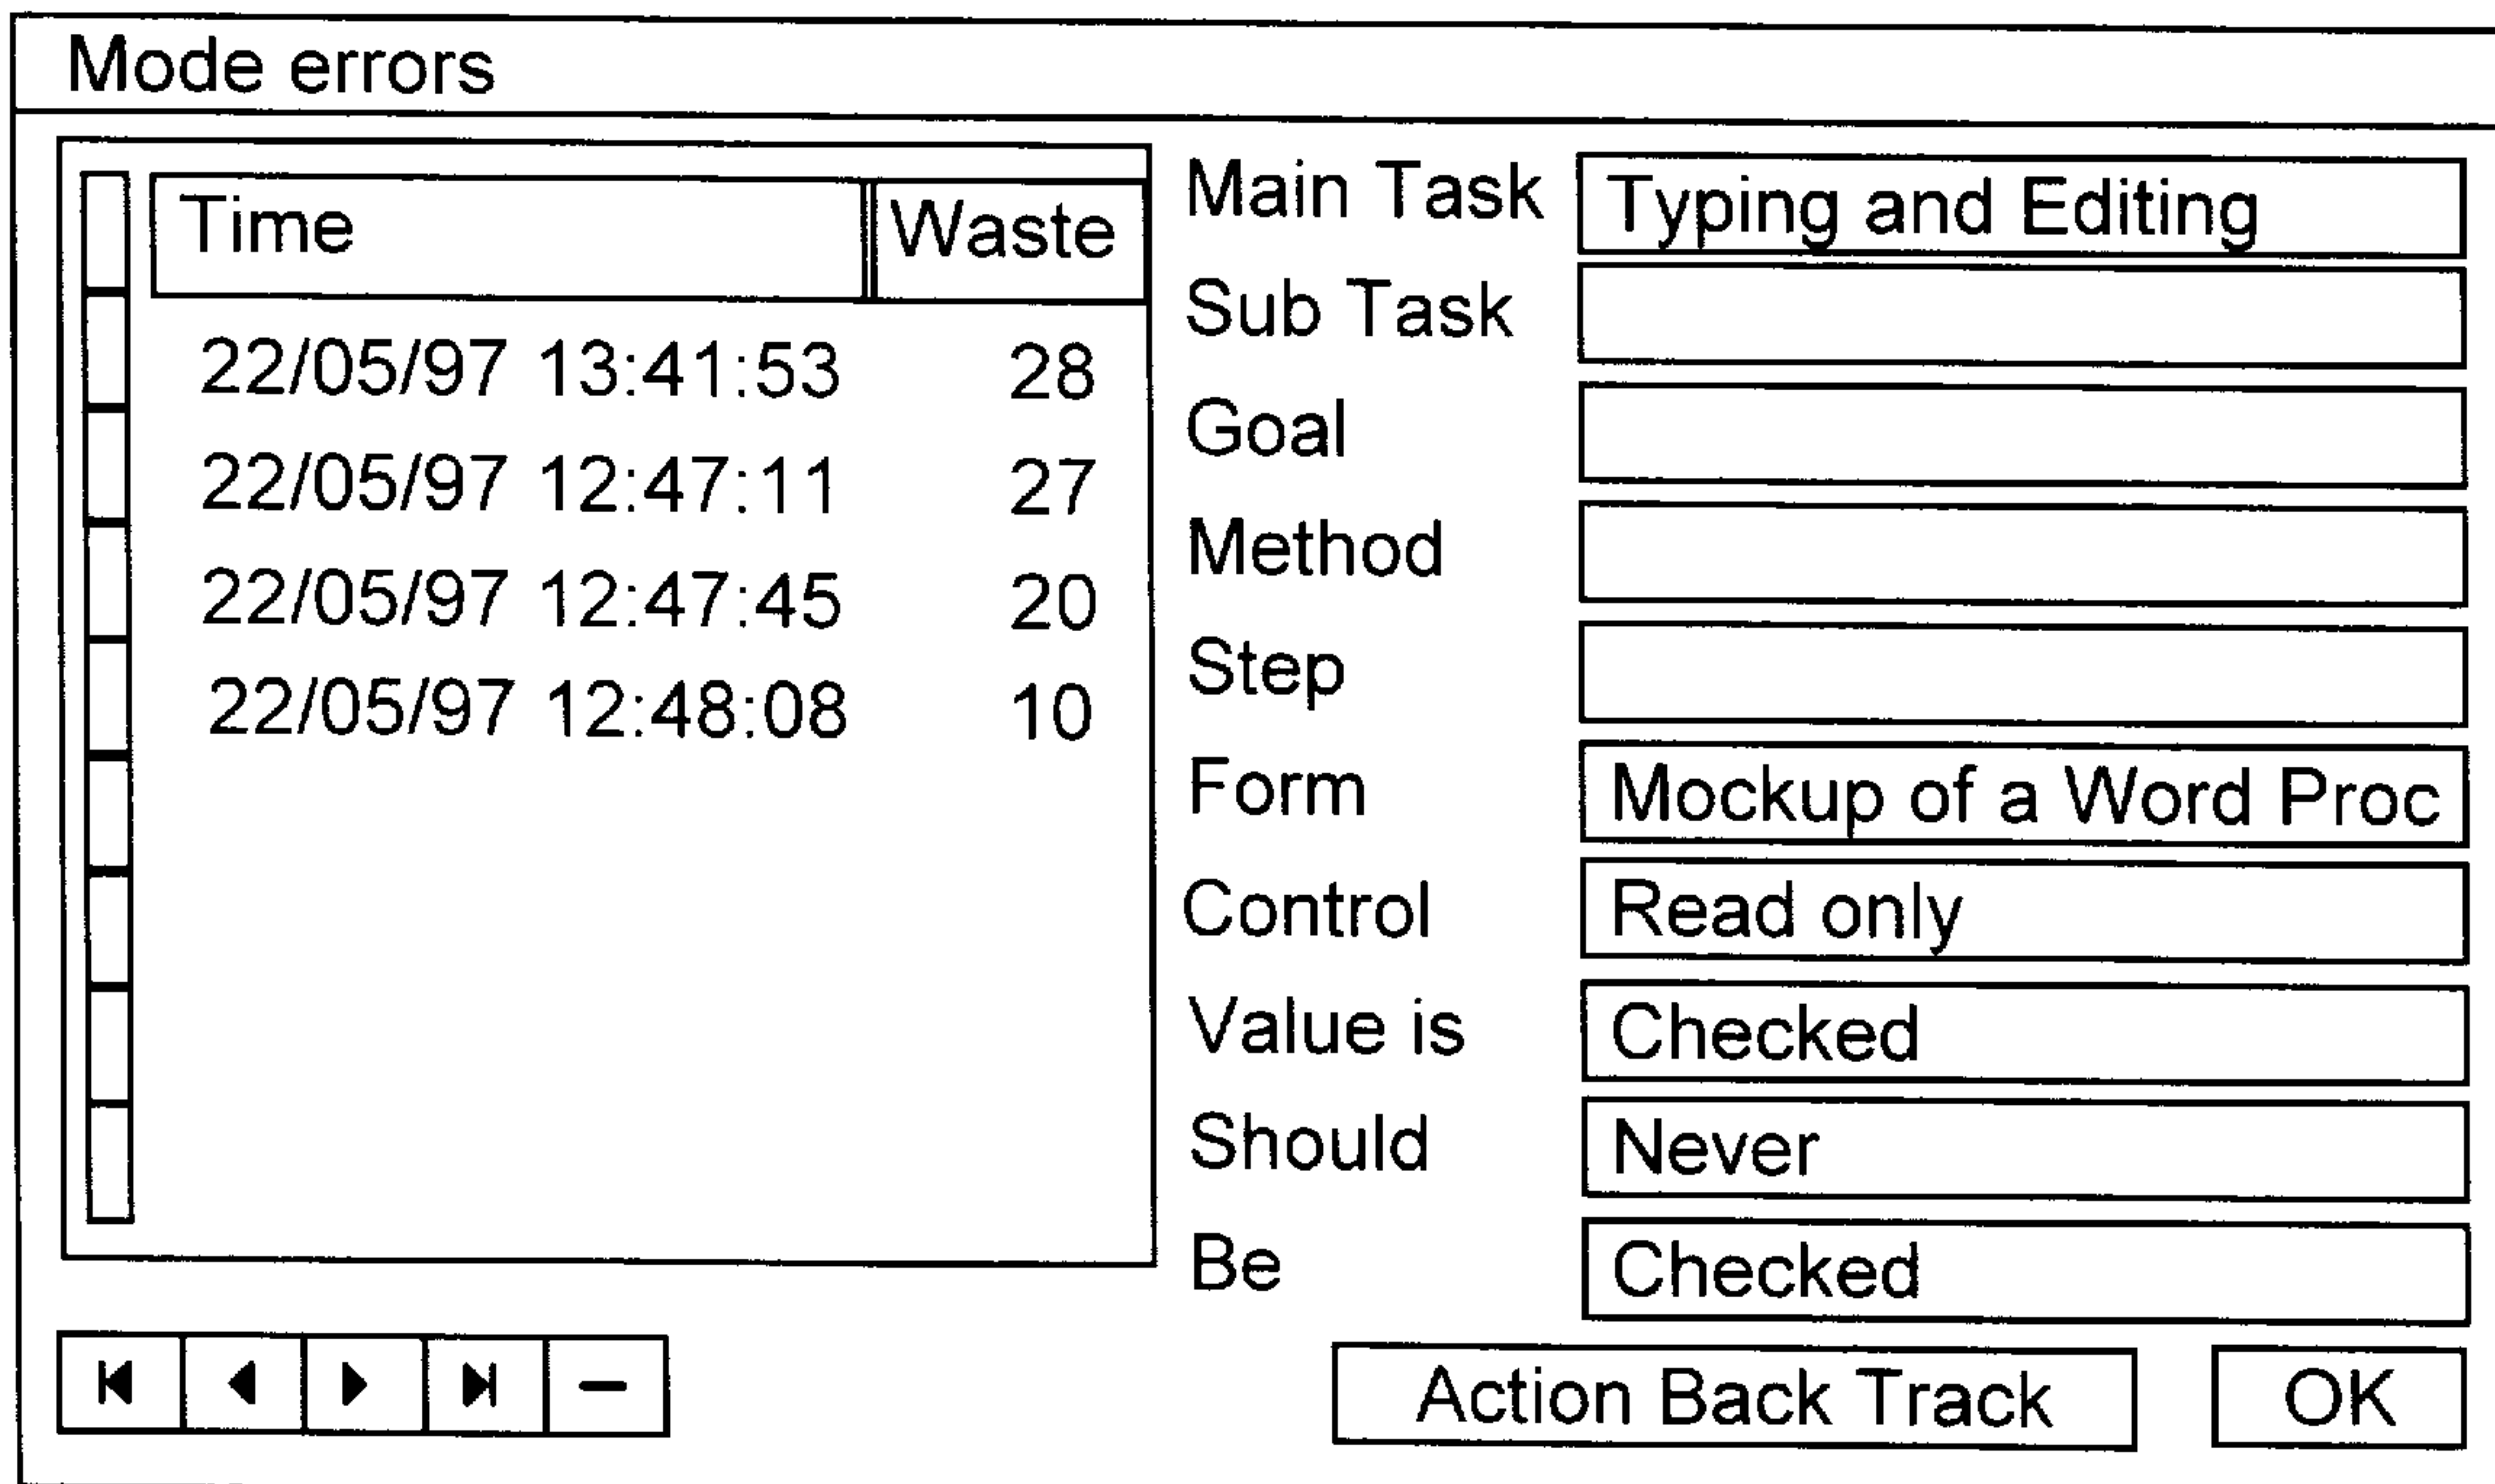 Mode errors
Time Waste
22/05/97 13:41:53 28
22/05/97 12:47:11 27
22/05/97 12:47:45 20
22/05/97 12:48:08 10
Main Task Typing and Editing
Sub Task
Goal
Method
Step
Form Mockup of a Word Proc
Control Read only
Value is Checked
Should Never
Be Checked
Action Back Track OK